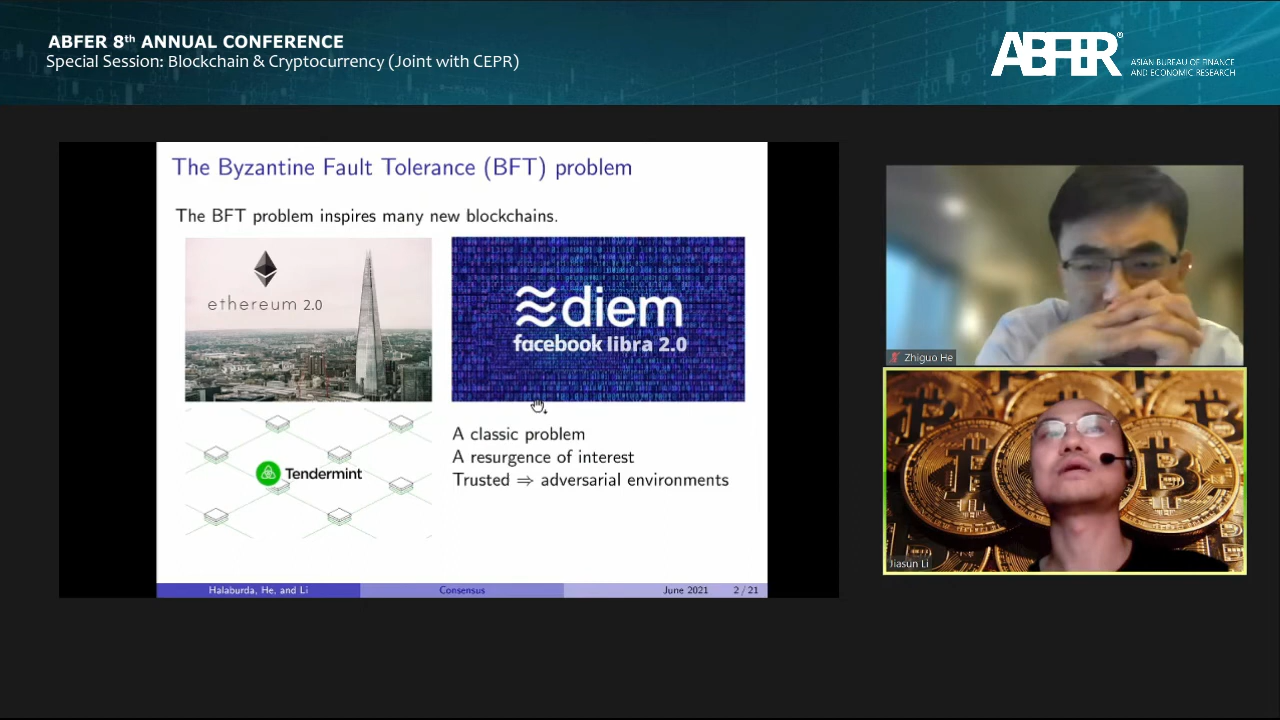 ABFER 8th ANNUAL CONFERENCE
Special Session: Blockchain & Cryptocurrency (Joint with CEPR)
ABFER®
ASIAN BUREAU OF FINANCE
AND ECONOMIC RESEARCH
The Byzantine Fault Tolerance (BFT) problem
The BFT problem inspires many new blockchains.
ethereum 2.0
diem
facebook libra 2.0
Tendermint
A classic problem
A resurgence of interest
Trusted ⇒ adversarial environments
Halaburda, He, and Li
Consensus
June 2021
2 / 21
Zhiguo He
Jiasun Li